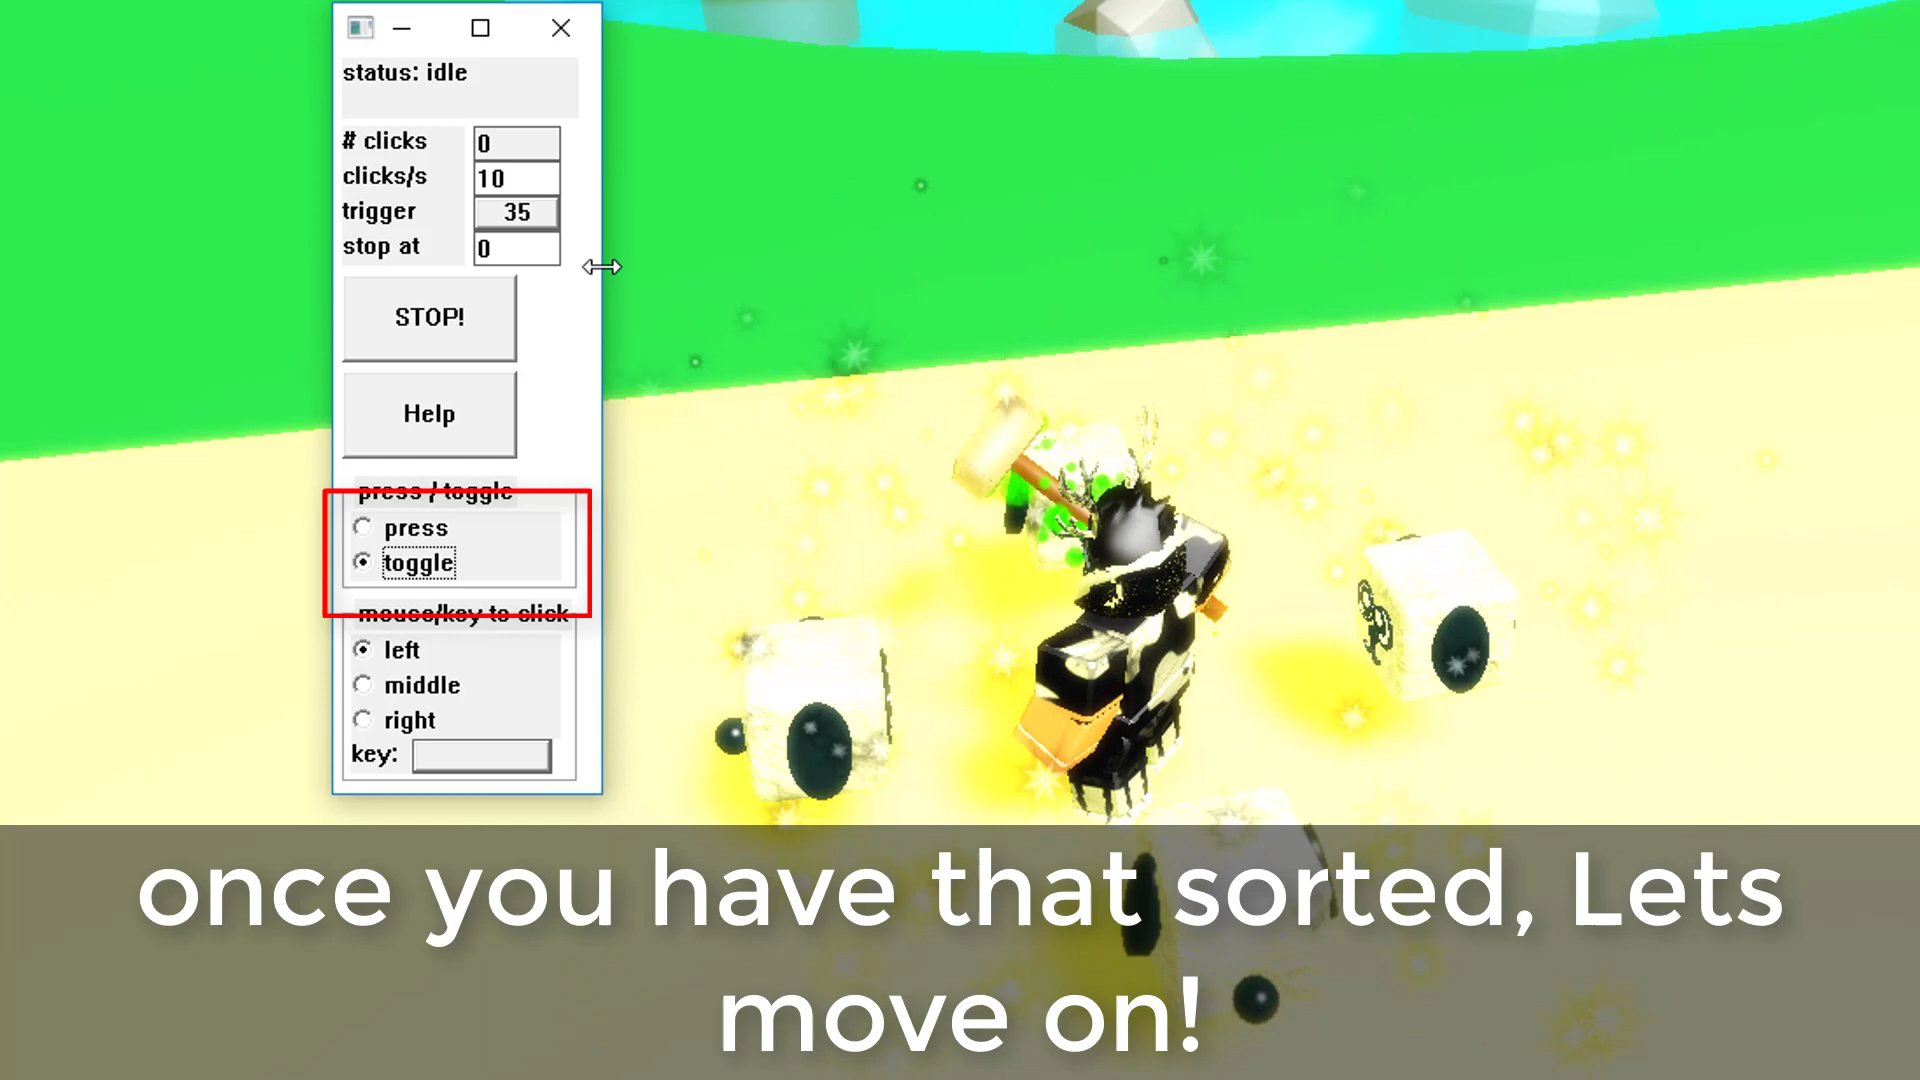 status: idle
# clicks 0
clicks/s 10
trigger 35
stop at 0
STOP!
Help
press / toggle
press
toggle
mouse/key to click
left
middle
right
key:
once you have that sorted, Lets
move on!